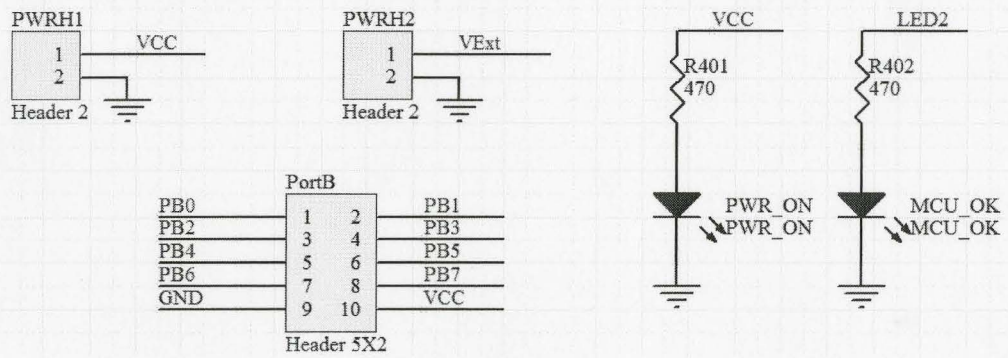 PWRH1
1 VCC
2
Header 2
PWRH2
1 VExt
2
Header 2
VCC
R401
470
PWR_ON
PWR_ON
LED2
R402
470
MCU_OK
MCU_OK
PortB
PB0 1 2 PB1
PB2 3 4 PB3
PB4 5 6 PB5
PB6 7 8 PB7
GND 9 10 VCC
Header 5X2